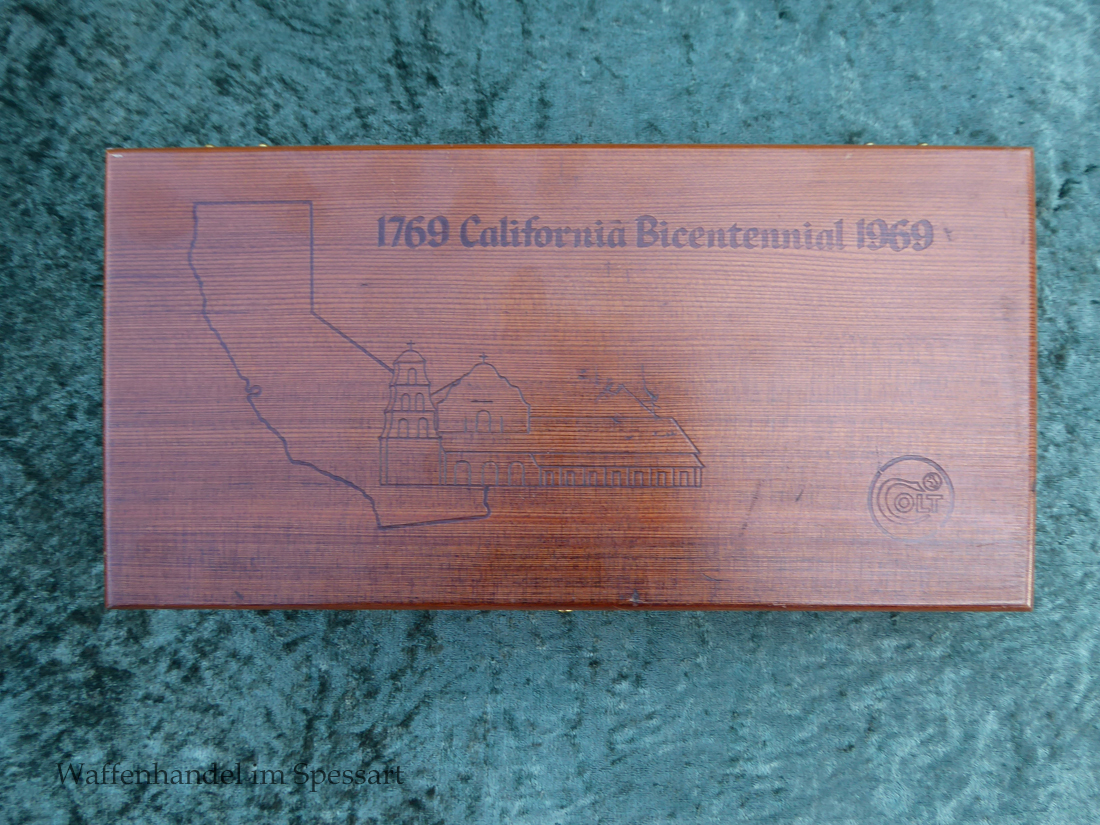 1769 California Bicentennial 1969
COLT
Waffenhandel im Spessart